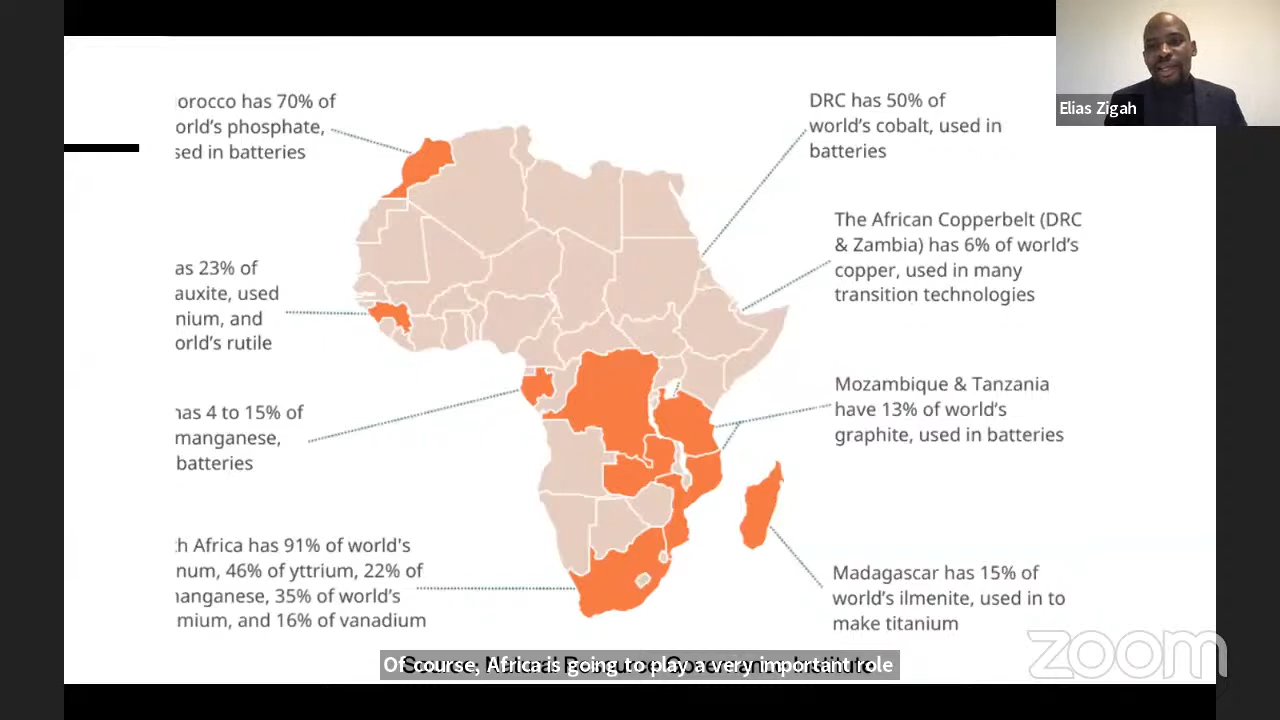 orocco has 70% of
orld's phosphate,
sed in batteries
as 23% of
auxite, used
nium, and
orld's rutile
has 4 to 15% of
manganese,
batteries
h Africa has 91% of world's
num, 46% of yttrium, 22% of
nanganese, 35% of world's
mium, and 16% of vanadium
DRC has 50% of
world's cobalt, used in
batteries
The African Copperbelt (DRC
& Zambia) has 6% of world's
copper, used in many
transition technologies
Mozambique & Tanzania
have 13% of world's
graphite, used in batteries
Madagascar has 15% of
world's ilmenite, used in to
make titanium
Elias Zigah
Of course, Africa is going to play a very important role
zoom